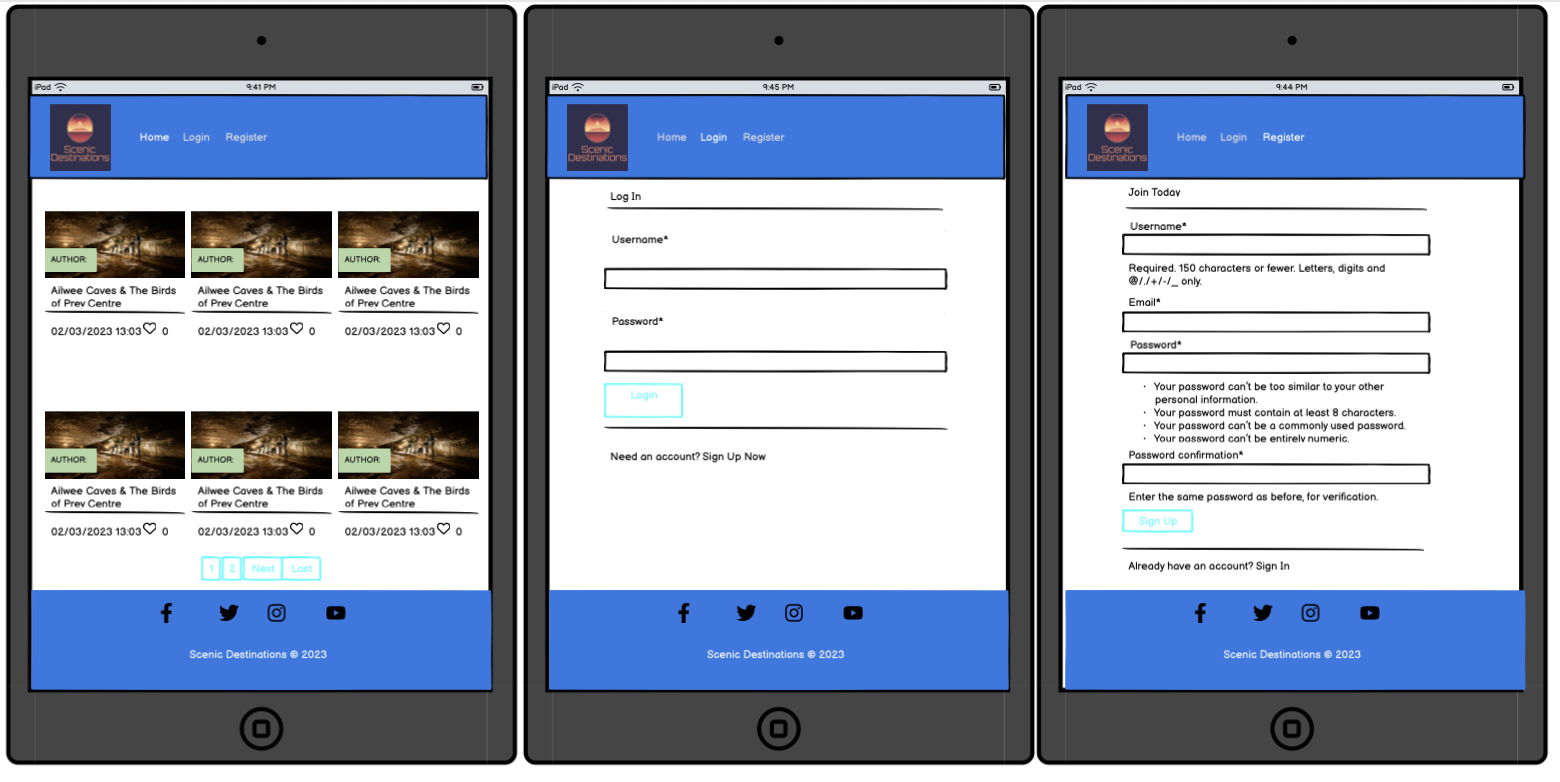 iPad
9:41 PM
Scenic
Destinations
Home Login Register
AUTHOR: AUTHOR: AUTHOR:
Ailwee Caves & The Birds Ailwee Caves & The Birds Ailwee Caves & The Birds
of Prey Centre of Prey Centre of Prey Centre
02/03/2023 13:03 0 02/03/2023 13:03 0 02/03/2023 13:03 0
AUTHOR: AUTHOR: AUTHOR:
Ailwee Caves & The Birds Ailwee Caves & The Birds Ailwee Caves & The Birds
of Prey Centre of Prey Centre of Prey Centre
02/03/2023 13:03 0 02/03/2023 13:03 0 02/03/2023 13:03 0
1 2 Next Last
Scenic Destinations © 2023
iPad
9:45 PM
Scenic
Destinations
Home Login Register
Log In
Username*
Password*
Login
Need an account? Sign Up Now
Scenic Destinations © 2023
iPad
9:44 PM
Scenic
Destinations
Home Login Register
Join Today
Username*
Required. 150 characters or fewer. Letters, digits and
@/./+/-/_ only.
Email*
Password*
· Your password can't be too similar to your other
personal information.
· Your password must contain at least 8 characters.
· Your password can't be a commonly used password.
· Your password can't be entirely numeric.
Password confirmation*
Enter the same password as before, for verification.
Sign Up
Already have an account? Sign In
Scenic Destinations © 2023